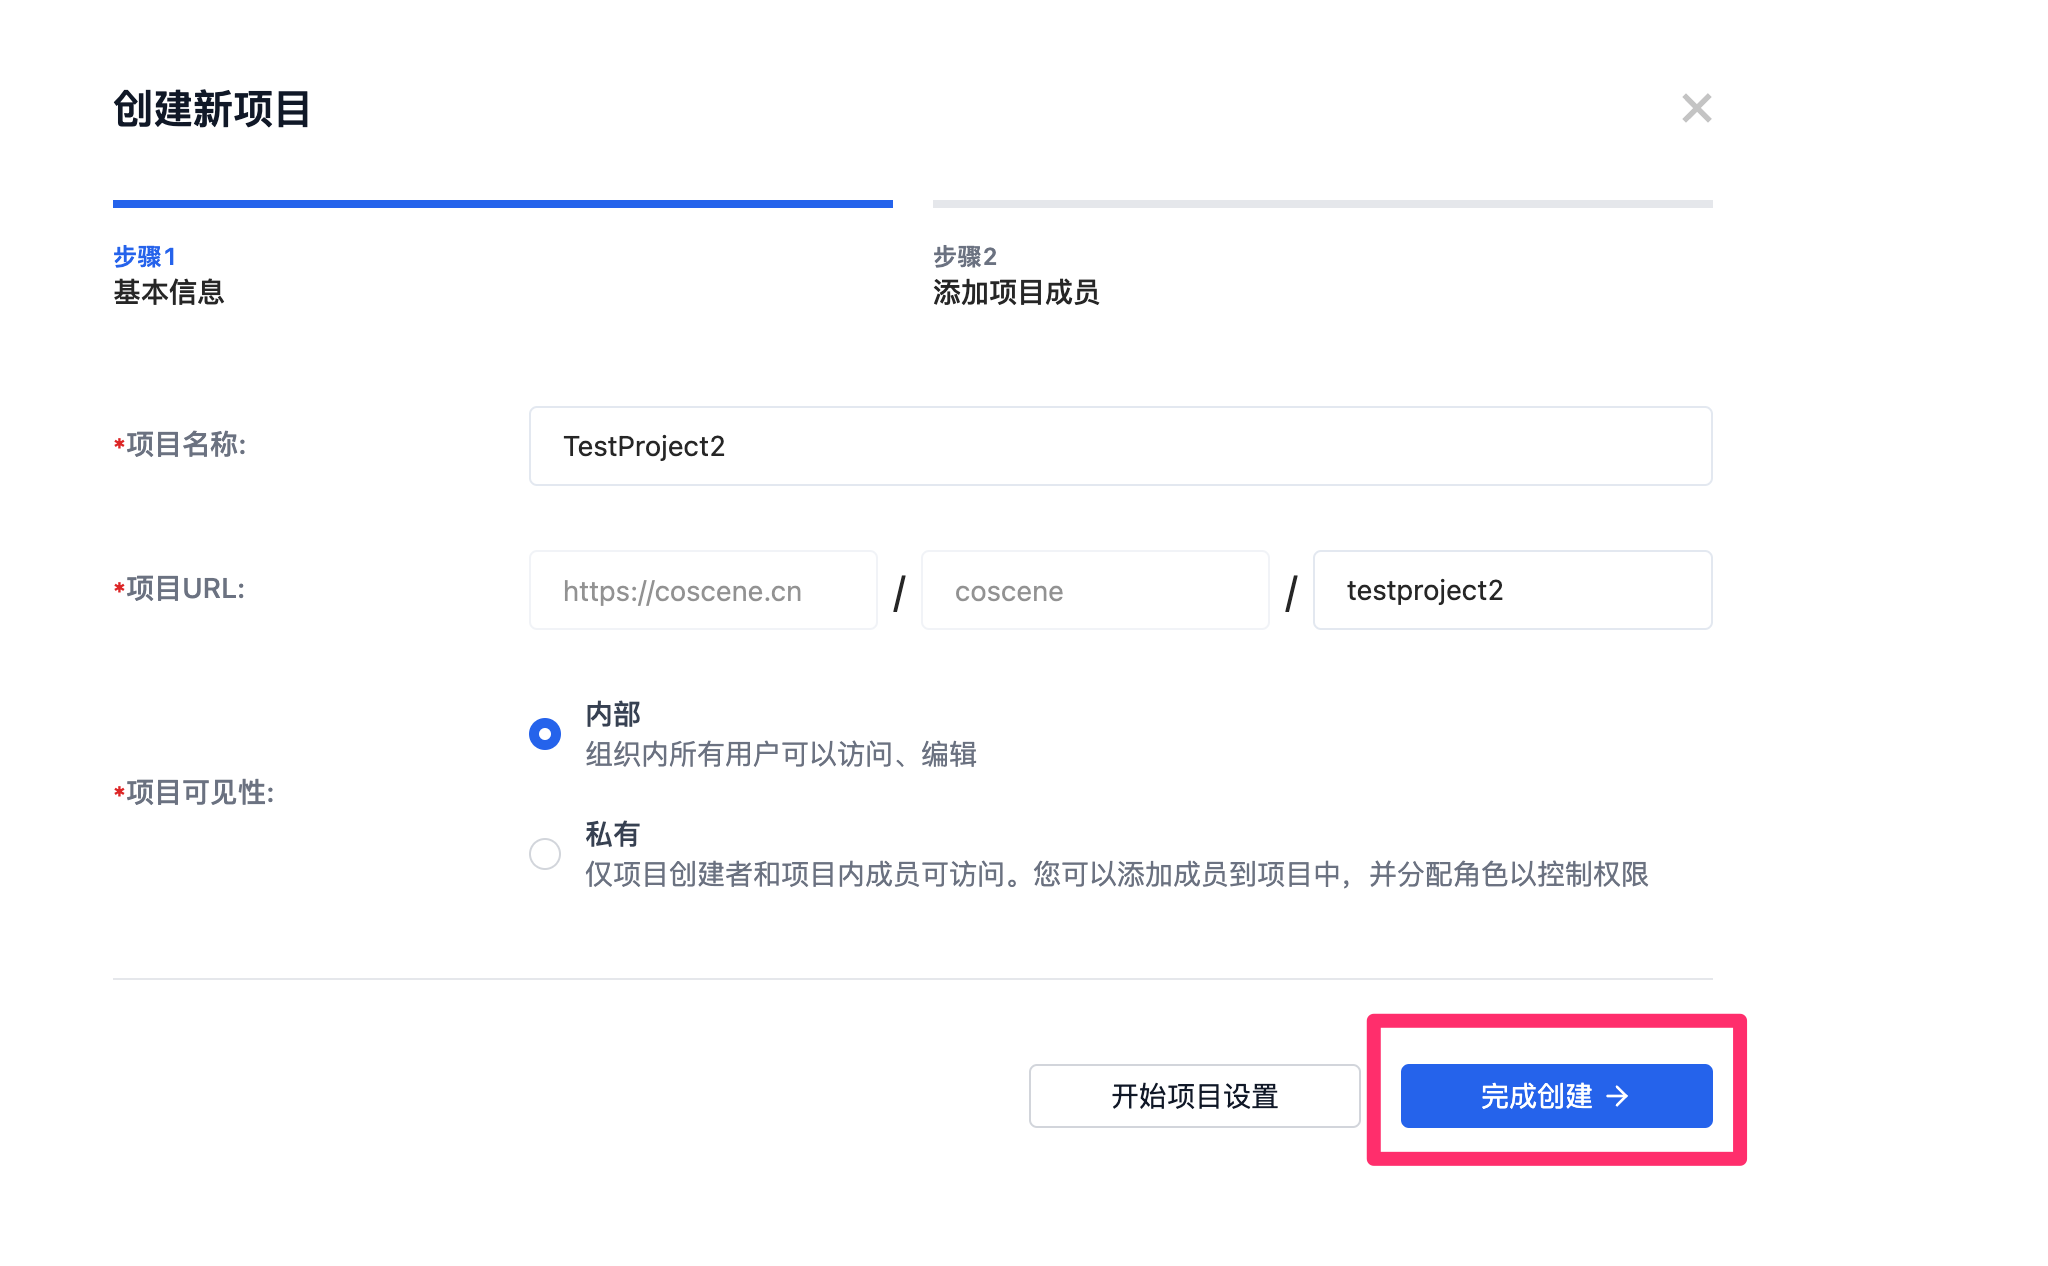 创建新项目
步骤1
基本信息
步骤2
添加项目成员
*项目名称:
TestProject2
*项目URL:
https://coscene.cn / coscene / testproject2
*项目可见性:
内部
组织内所有用户可以访问、编辑
私有
仅项目创建者和项目内成员可访问。您可以添加成员到项目中，并分配角色以控制权限
开始项目设置
完成创建 →